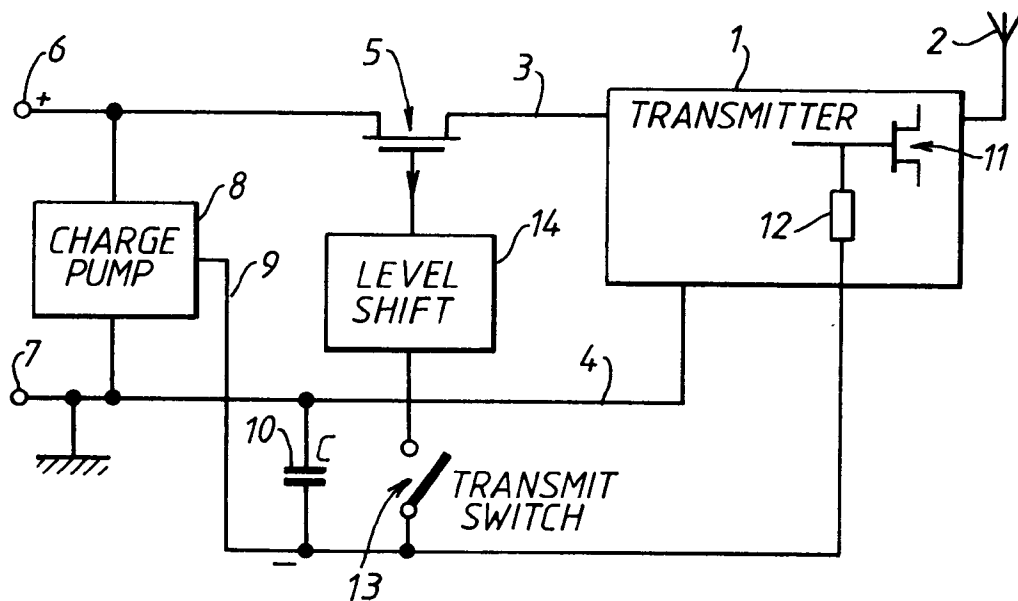 6
+
5
3
1
2
TRANSMITTER
11
8
CHARGE
PUMP
9
14
LEVEL
SHIFT
12
7
4
10
C
TRANSMIT
SWITCH
–
13